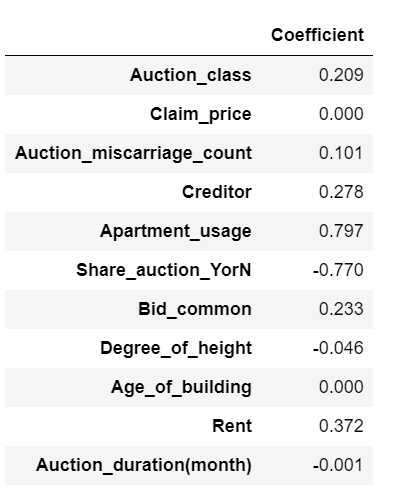 Coefficient
Auction_class 0.209
Claim_price 0.000
Auction_miscarriage_count 0.101
Creditor 0.278
Apartment_usage 0.797
Share_auction_YorN -0.770
Bid_common 0.233
Degree_of_height -0.046
Age_of_building 0.000
Rent 0.372
Auction_duration(month) -0.001